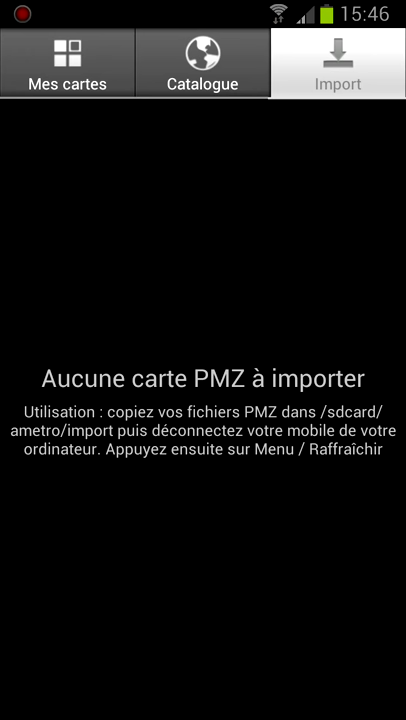 15:46
Mes cartes
Catalogue
Import
Aucune carte PMZ à importer
Utilisation : copiez vos fichiers PMZ dans /sdcard/
ametro/import puis déconnectez votre mobile de votre
ordinateur. Appuyez ensuite sur Menu / Raffraîchir